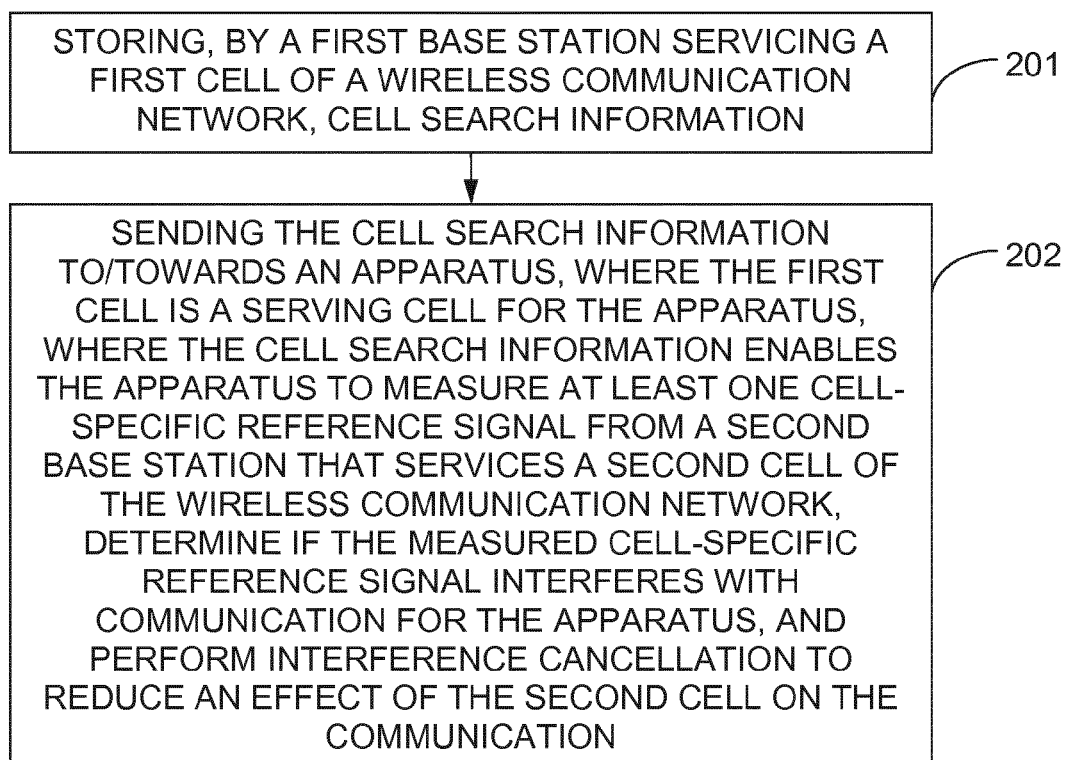 STORING, BY A FIRST BASE STATION SERVICING A
FIRST CELL OF A WIRELESS COMMUNICATION
NETWORK, CELL SEARCH INFORMATION
201
SENDING THE CELL SEARCH INFORMATION
TO/TOWARDS AN APPARATUS, WHERE THE FIRST
CELL IS A SERVING CELL FOR THE APPARATUS,
WHERE THE CELL SEARCH INFORMATION ENABLES
THE APPARATUS TO MEASURE AT LEAST ONE CELL-
SPECIFIC REFERENCE SIGNAL FROM A SECOND
BASE STATION THAT SERVICES A SECOND CELL OF
THE WIRELESS COMMUNICATION NETWORK,
DETERMINE IF THE MEASURED CELL-SPECIFIC
REFERENCE SIGNAL INTERFERES WITH
COMMUNICATION FOR THE APPARATUS, AND
PERFORM INTERFERENCE CANCELLATION TO
REDUCE AN EFFECT OF THE SECOND CELL ON THE
COMMUNICATION
202